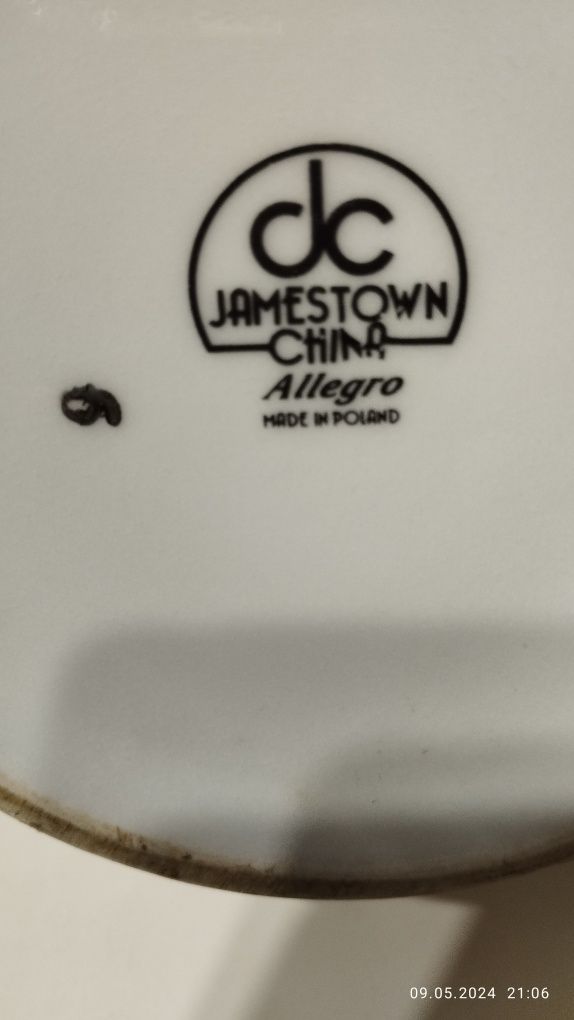 dc
JAMESTOWN
CHINA
Allegro
MADE IN POLAND
09.05.2024 21:06